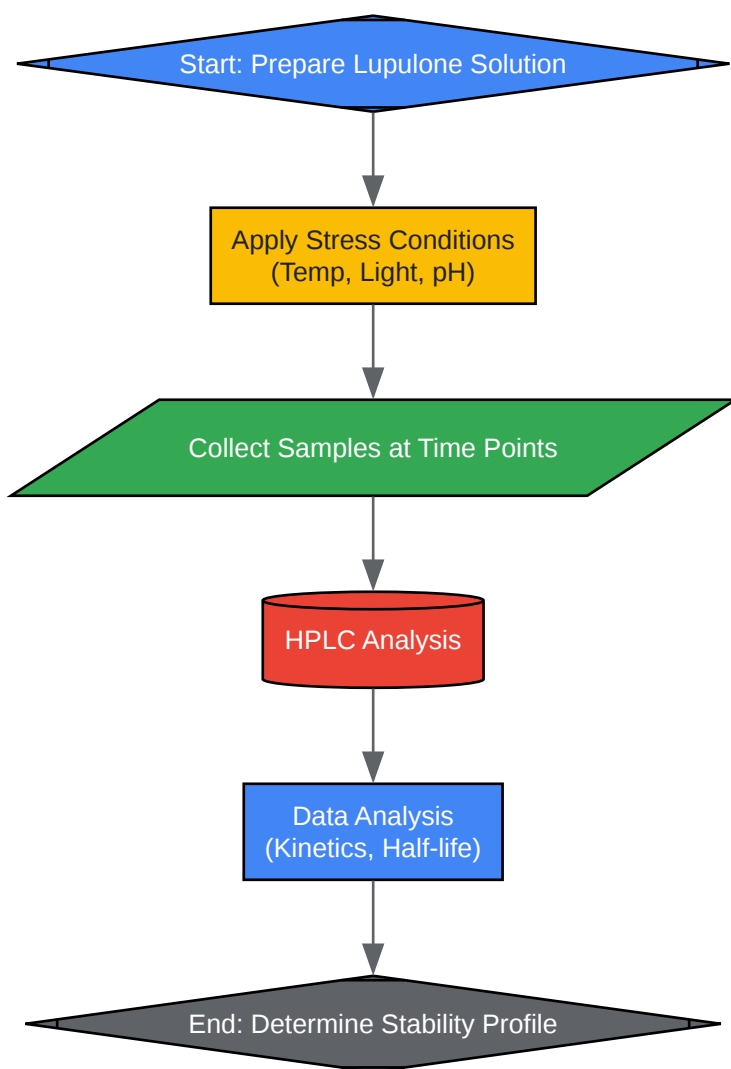 Start: Prepare Lupulone Solution
Apply Stress Conditions
(Temp, Light, pH)
Collect Samples at Time Points
HPLC Analysis
Data Analysis
(Kinetics, Half-life)
End: Determine Stability Profile